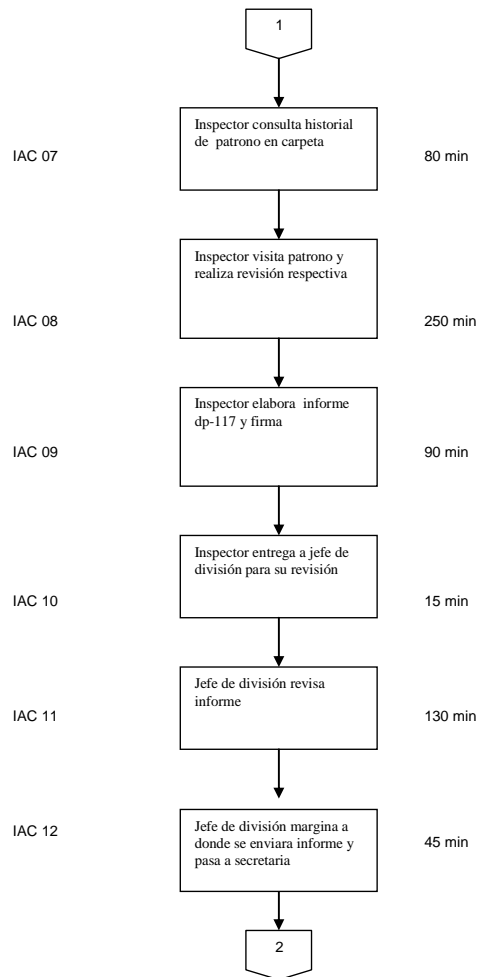 1
Inspector consulta historial
de patrono en carpeta
IAC 07
80 min
Inspector visita patrono y
realiza revisión respectiva
IAC 08
250 min
Inspector elabora informe
dp-117 y firma
IAC 09
90 min
Inspector entrega a jefe de
división para su revisión
IAC 10
15 min
Jefe de división revisa
informe
IAC 11
130 min
Jefe de división margina a
donde se enviara informe y
pasa a secretaria
IAC 12
45 min
2